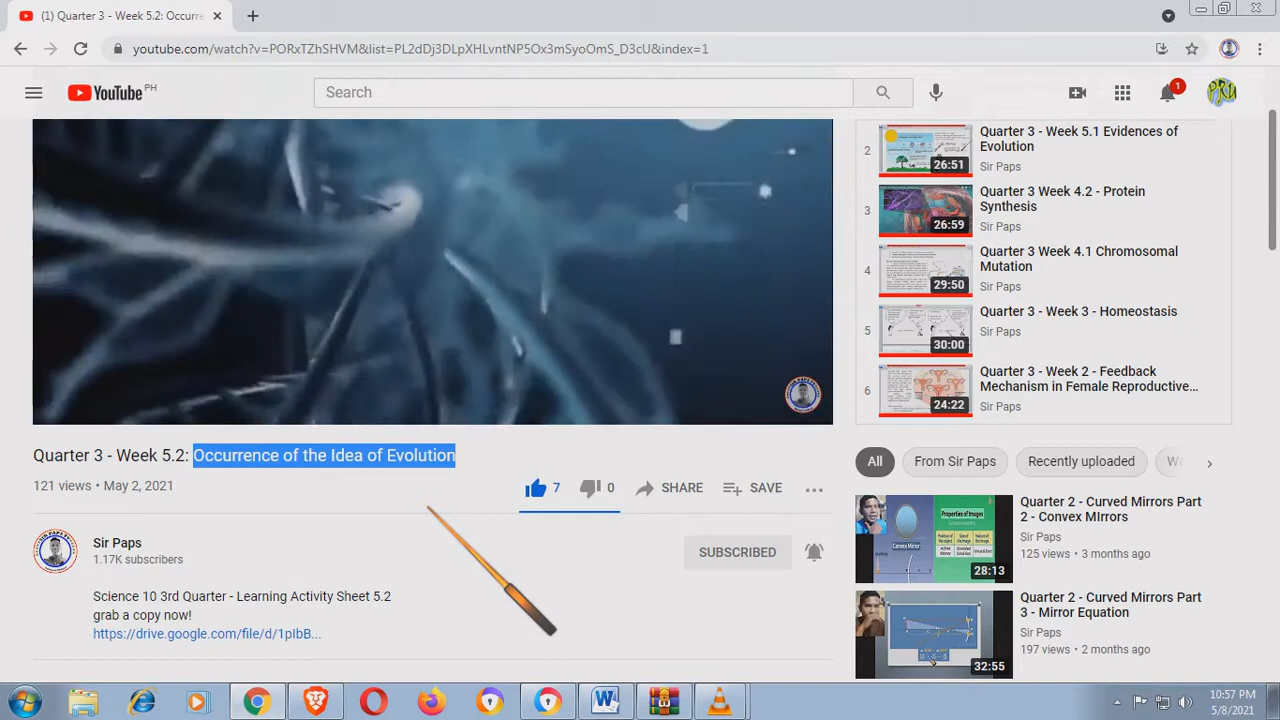 (1) Quarter 3 - Week 5.2: Occurre
youtube.com/watch?v=PORxTZhSHVM&list=PL2dDj3DLpXHLvntNP5Ox3mSyoOmS_D3cU&index=1
YouTube PH
Search
1
2
26:51
Quarter 3 - Week 5.1 Evidences of
Evolution
Sir Paps
3
26:59
Quarter 3 Week 4.2 - Protein
Synthesis
Sir Paps
4
29:50
Quarter 3 Week 4.1 Chromosomal
Mutation
Sir Paps
5
30:00
Quarter 3 - Week 3 - Homeostasis
Sir Paps
6
24:22
Quarter 3 - Week 2 - Feedback
Mechanism in Female Reproductive...
Sir Paps
Quarter 3 - Week 5.2: Occurrence of the Idea of Evolution
121 views • May 2, 2021
7
0
SHARE
SAVE
Sir Paps
1.17K subscribers
SUBSCRIBED
Science 10 3rd Quarter - Learning Activity Sheet 5.2
grab a copy now!
https://drive.google.com/file/d/1pIbB...
All
From Sir Paps
Recently uploaded
Properties of Images
Convex Mirror
28:13
Quarter 2 - Curved Mirrors Part
2 - Convex MIrrors
Sir Paps
125 views • 3 months ago
32:55
Quarter 2 - Curved Mirrors Part
3 - Mirror Equation
Sir Paps
197 views • 2 months ago
10:57 PM
5/8/2021